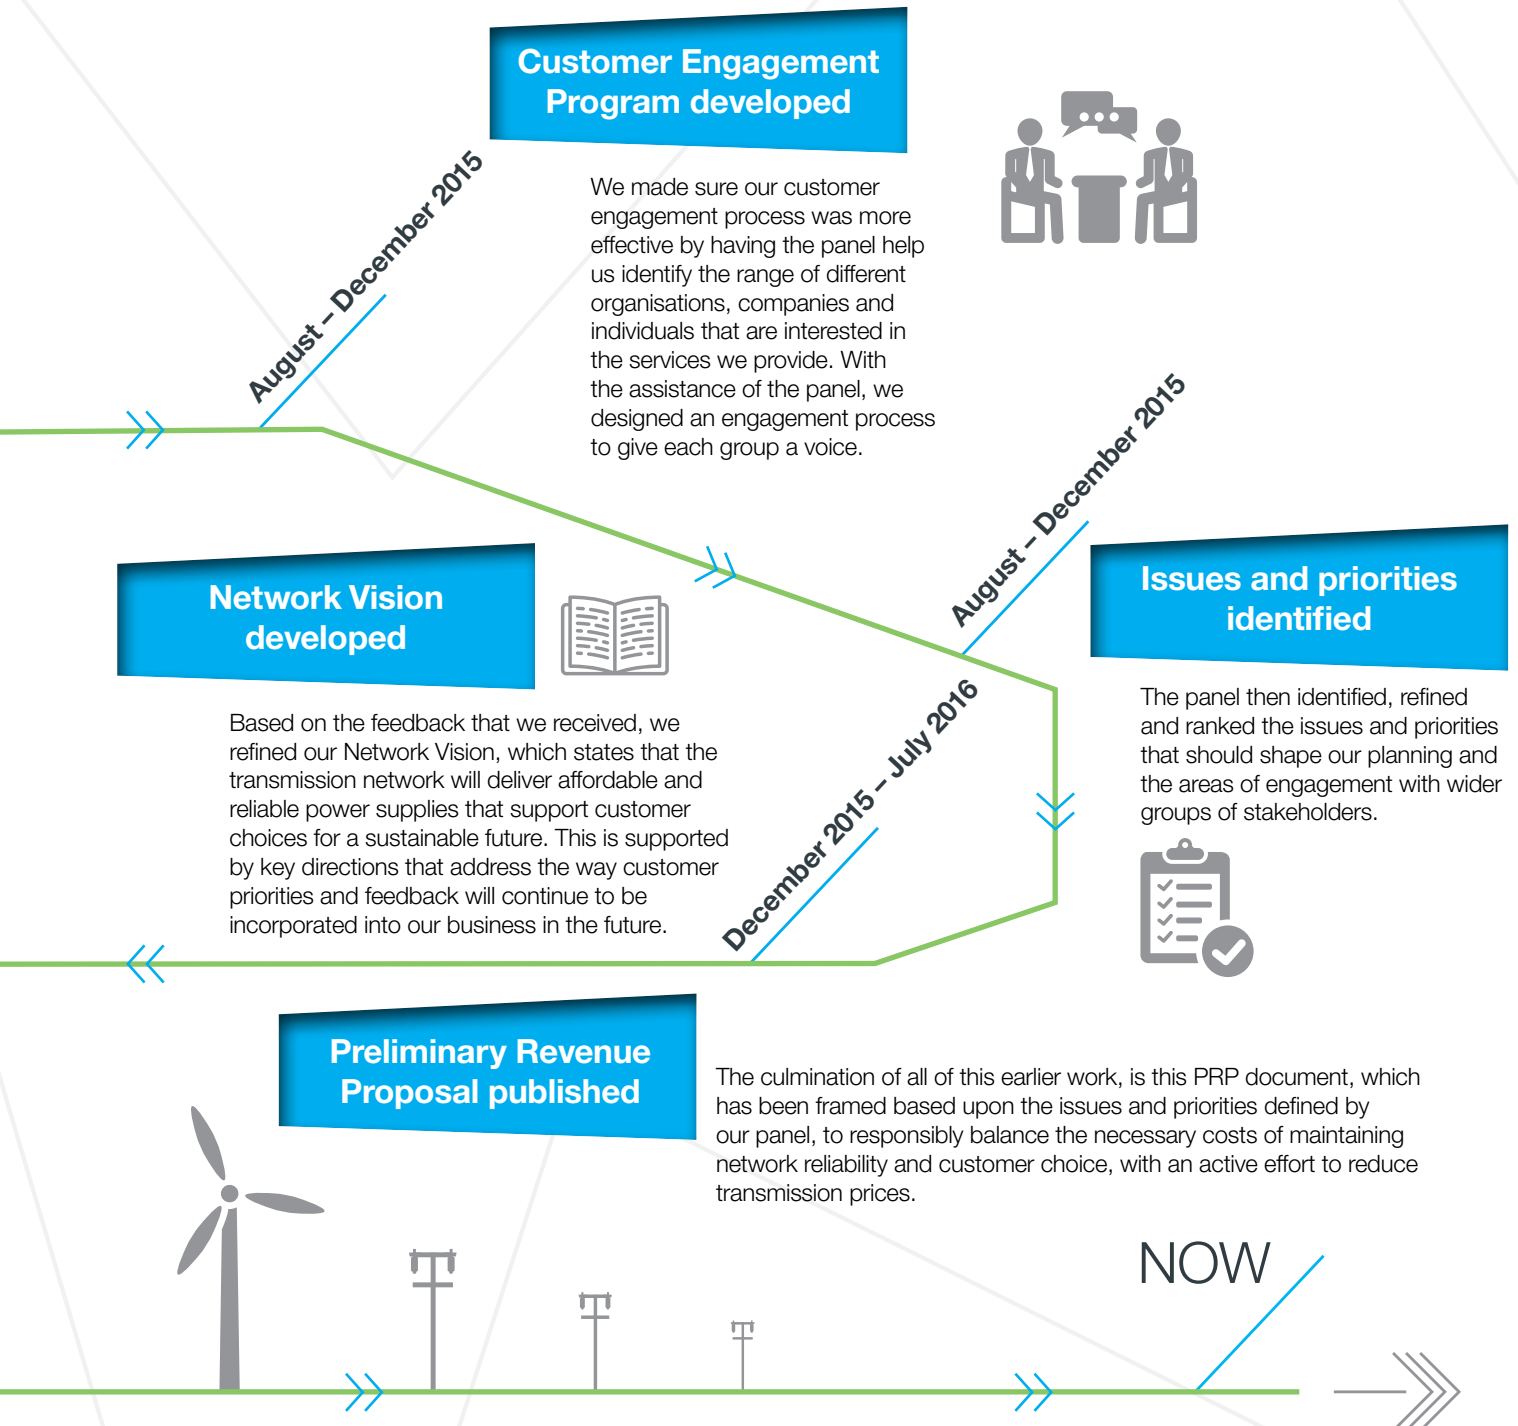 Customer Engagement
Program developed
August – December 2015
We made sure our customer
engagement process was more
effective by having the panel help
us identify the range of different
organisations, companies and
individuals that are interested in
the services we provide. With
the assistance of the panel, we
designed an engagement process
to give each group a voice.
August – December 2015
Issues and priorities
identified
The panel then identified, refined
and ranked the issues and priorities
that should shape our planning and
the areas of engagement with wider
groups of stakeholders.
Network Vision
developed
December 2015 – July 2016
Based on the feedback that we received, we
refined our Network Vision, which states that the
transmission network will deliver affordable and
reliable power supplies that support customer
choices for a sustainable future. This is supported
by key directions that address the way customer
priorities and feedback will continue to be
incorporated into our business in the future.
Preliminary Revenue
Proposal published
The culmination of all of this earlier work, is this PRP document, which
has been framed based upon the issues and priorities defined by
our panel, to responsibly balance the necessary costs of maintaining
network reliability and customer choice, with an active effort to reduce
transmission prices.
NOW